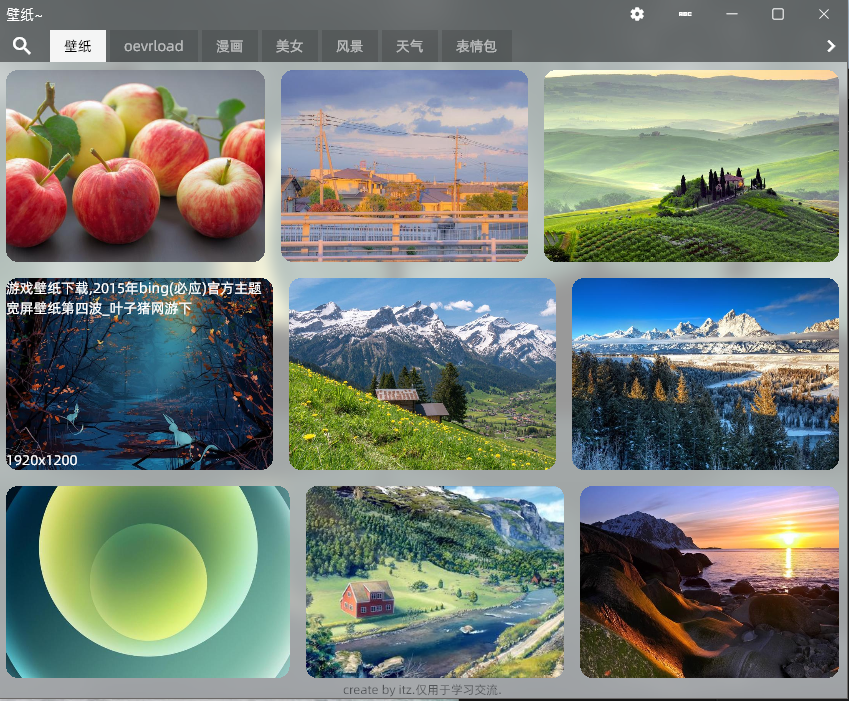 壁纸~
ABC
壁纸
oevrload
漫画
美女
风景
天气
表情包
游戏壁纸下载,2015年bing(必应)官方主题
宽屏壁纸第四波_叶子猪网游下
1920x1200
create by itz.仅用于学习交流.